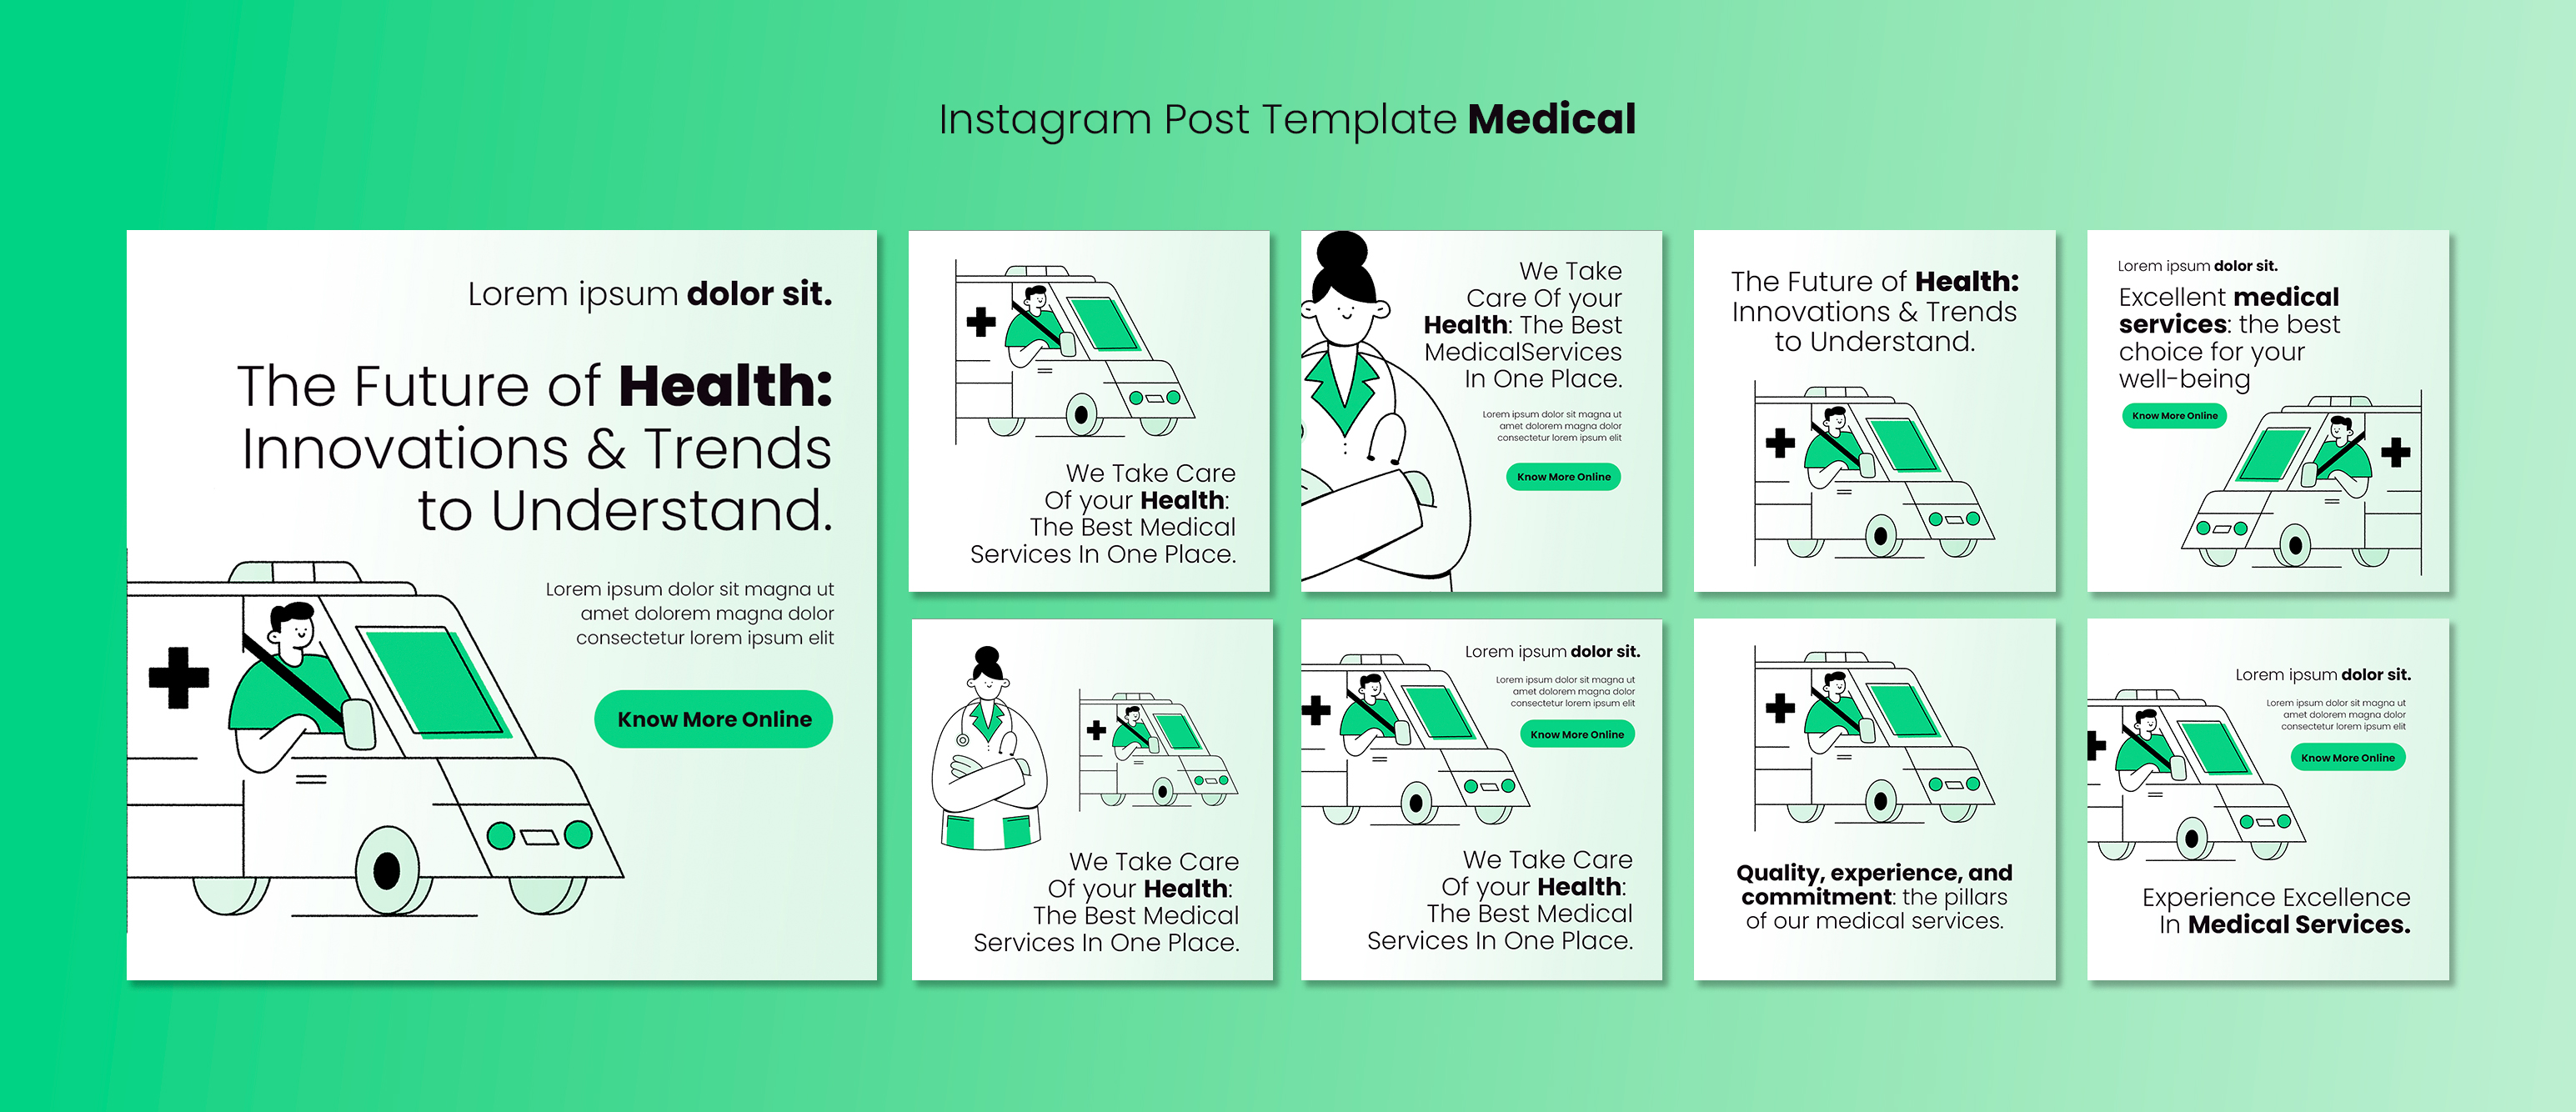 Instagram Post Template Medical
Lorem ipsum dolor sit.
The Future of Health:
Innovations & Trends
to Understand.
Lorem ipsum dolor sit magna ut
amet dolorem magna dolor
consectetur lorem ipsum elit
Know More Online
We Take Care
Of your Health:
The Best Medical
Services In One Place.
We Take
Care Of your
Health: The Best
MedicalServices
In One Place.
Lorem ipsum dolor sit magna ut
amet dolorem magna dolor
consectetur lorem ipsum elit
Know More Online
The Future of Health:
Innovations & Trends
to Understand.
Lorem ipsum dolor sit.
Excellent medical
services: the best
choice for your
well-being
Know More Online
We Take Care
Of your Health:
The Best Medical
Services In One Place.
Lorem ipsum dolor sit.
Lorem ipsum dolor sit magna ut
amet dolorem magna dolor
consectetur lorem ipsum elit
Know More Online
We Take Care
Of your Health:
The Best Medical
Services In One Place.
Quality, experience, and
commitment: the pillars
of our medical services.
Lorem ipsum dolor sit.
Lorem ipsum dolor sit magna ut
amet dolorem magna dolor
consectetur lorem ipsum elit
Know More Online
Experience Excellence
In Medical Services.